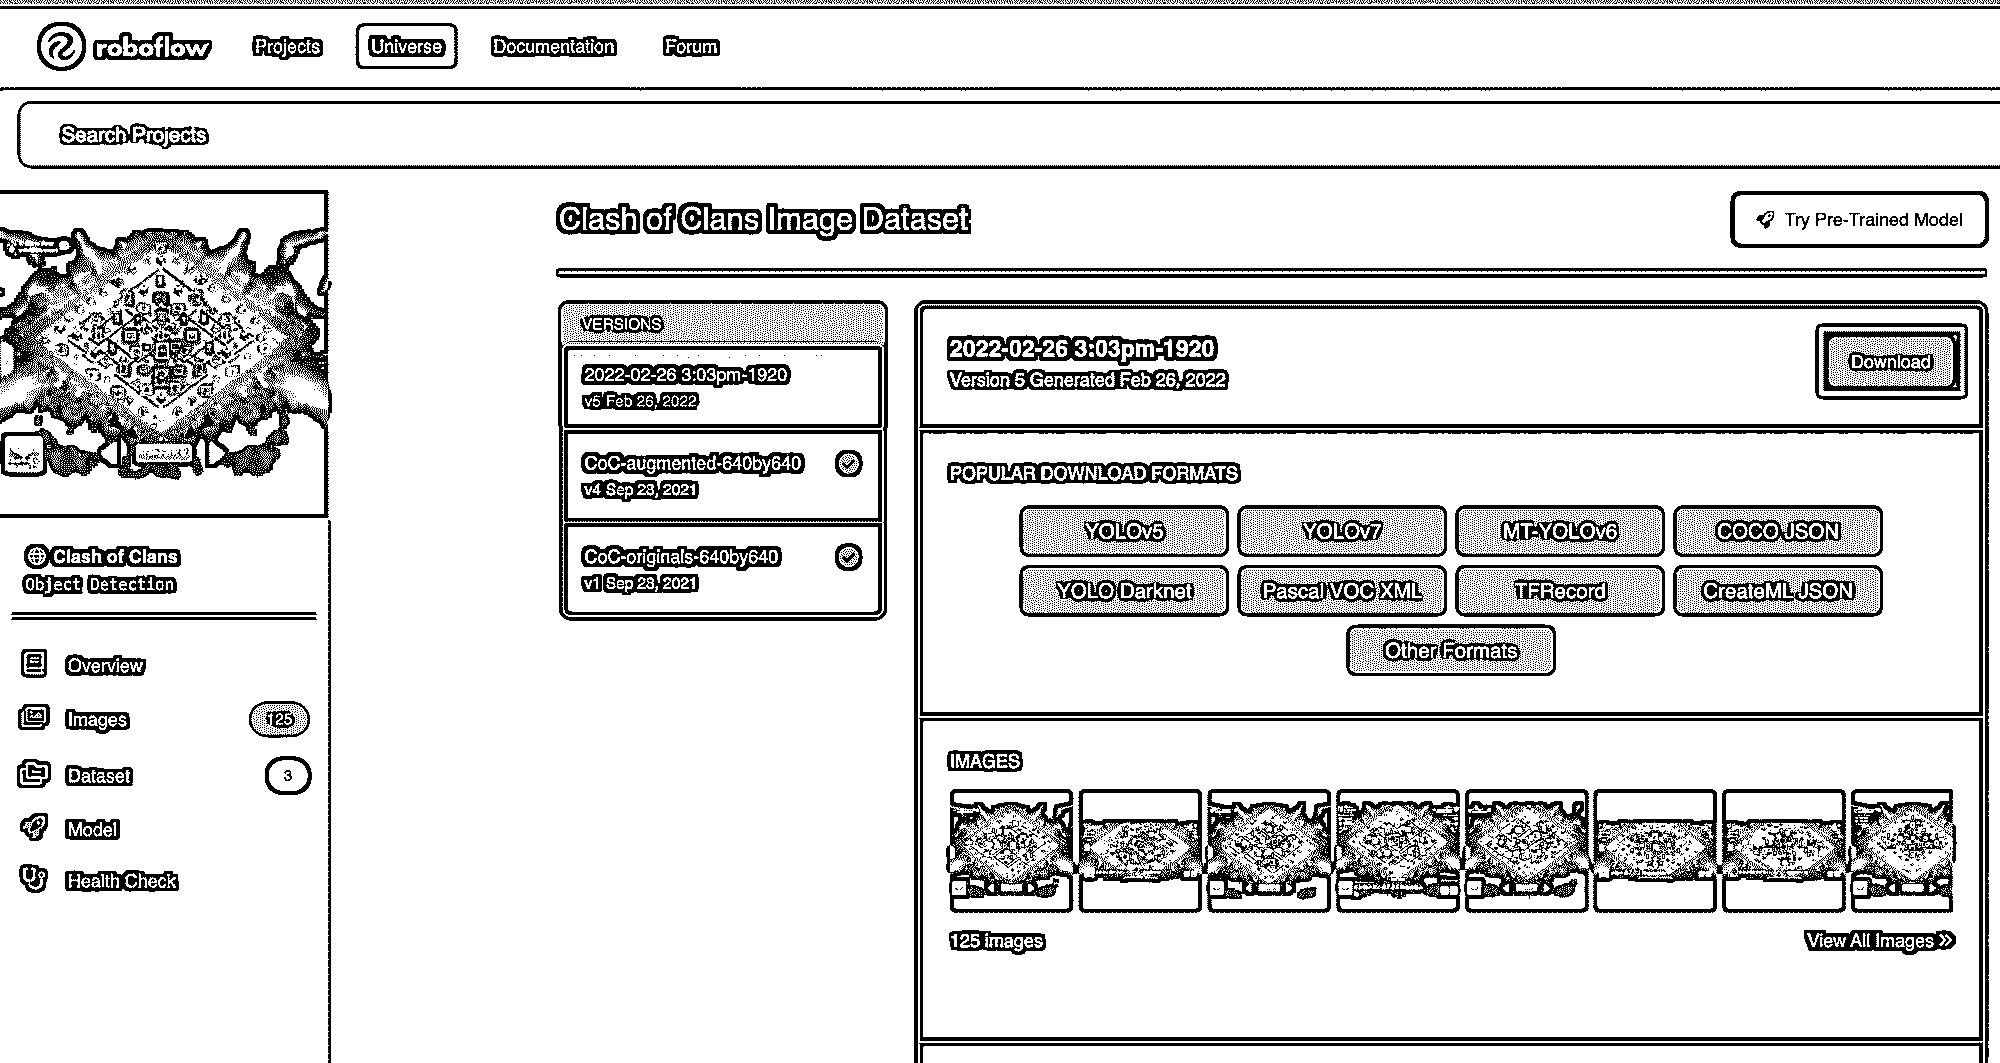 roboflow Projects Universe Documentation Forum
Search Projects
Clash of Clans
Object Detection
Overview
Images 125
Dataset 3
Model
Health Check
Clash of Clans Image Dataset
Try Pre-Trained Model
VERSIONS
2022-02-26 3:03pm-1920
v5 Feb 26, 2022
CoC-augmented-640by640
v4 Sep 23, 2021
CoC-originals-640by640
v1 Sep 23, 2021
2022-02-26 3:03pm-1920
Version 5 Generated Feb 26, 2022
Download
POPULAR DOWNLOAD FORMATS
YOLOv5 YOLOv7 MT-YOLOv6 COCO JSON
YOLO Darknet Pascal VOC XML TFRecord CreateML JSON
Other Formats
IMAGES
125 images
View All Images »